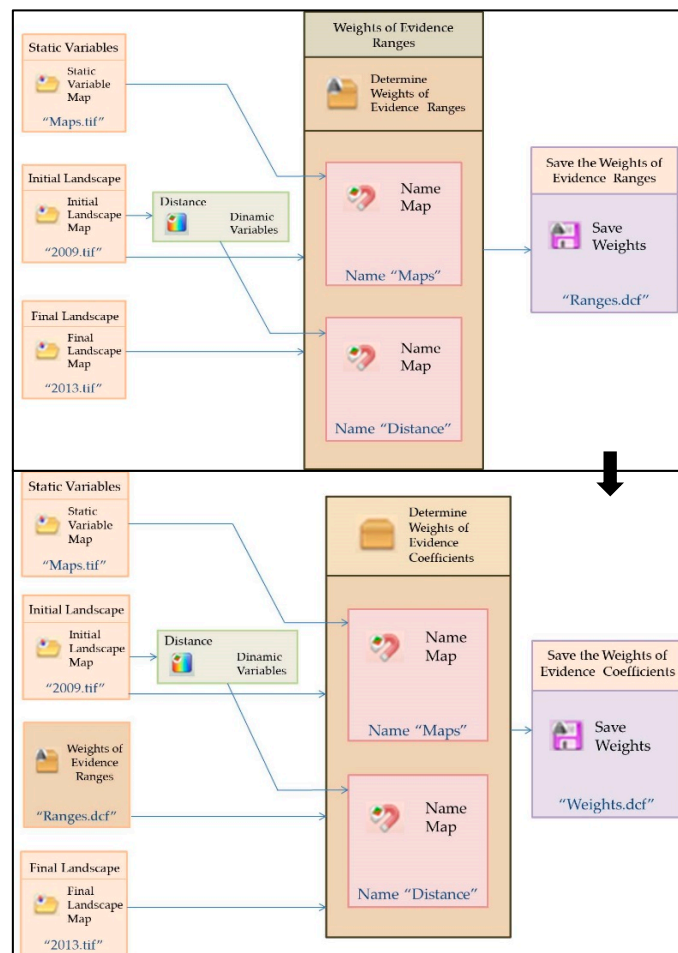 Static Variables
Static
Variable
Map
“Maps.tif”
Initial Landscape
Initial
Landscape
Map
“2009.tif”
Distance
Dinamic
Variables
Final Landscape
Final
Landscape
Map
“2013.tif”
Weights of Evidence
Ranges
Determine
Weights of
Evidence Ranges
Name
Map
Name “Maps”
Name
Map
Name “Distance”
Save the Weights of
Evidence Ranges
Save
Weights
“Ranges.dcf”
Static Variables
Static
Variable
Map
“Maps.tif”
Initial Landscape
Initial
Landscape
Map
“2009.tif”
Distance
Dinamic
Variables
Weights of
Evidence
Ranges
“Ranges.dcf”
Final Landscape
Final
Landscape
Map
“2013.tif”
Determine
Weights of
Evidence
Coefficients
Name
Map
Name “Maps”
Name
Map
Name “Distance”
Save the Weights of
Evidence Coefficients
Save
Weights
“Weights.dcf”